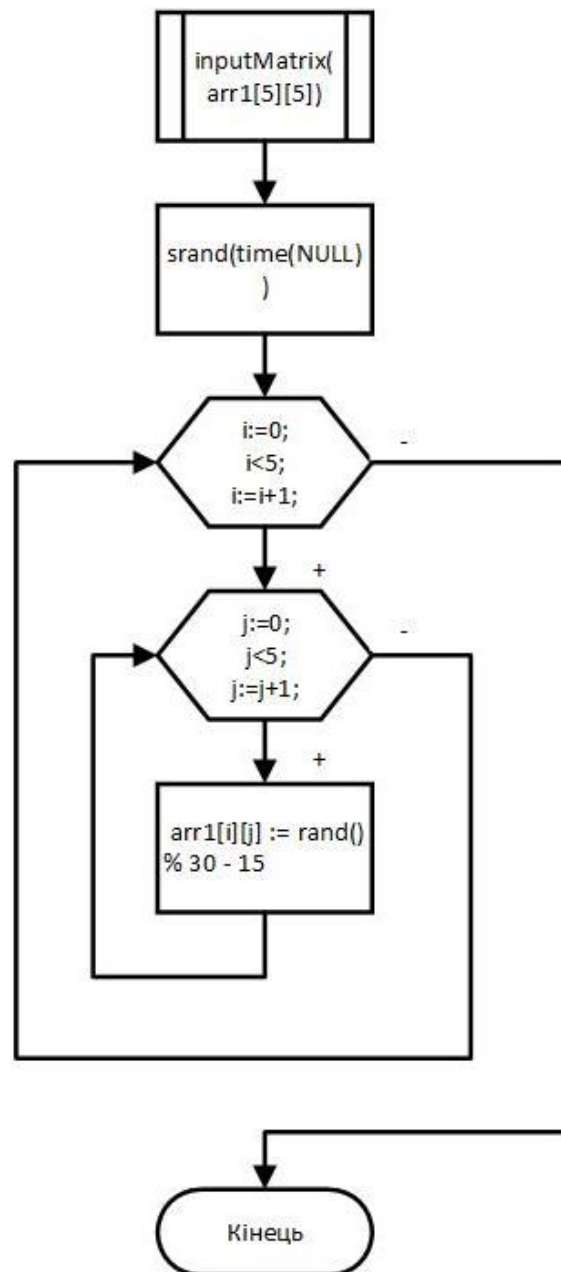 inputMatrix(
arr1[5][5])
srand(time(NULL)
)
i:=0;
i<5;
i:=i+1;
-
+
j:=0;
j<5;
j:=j+1;
-
+
arr1[i][j] := rand()
% 30 - 15
Кінець